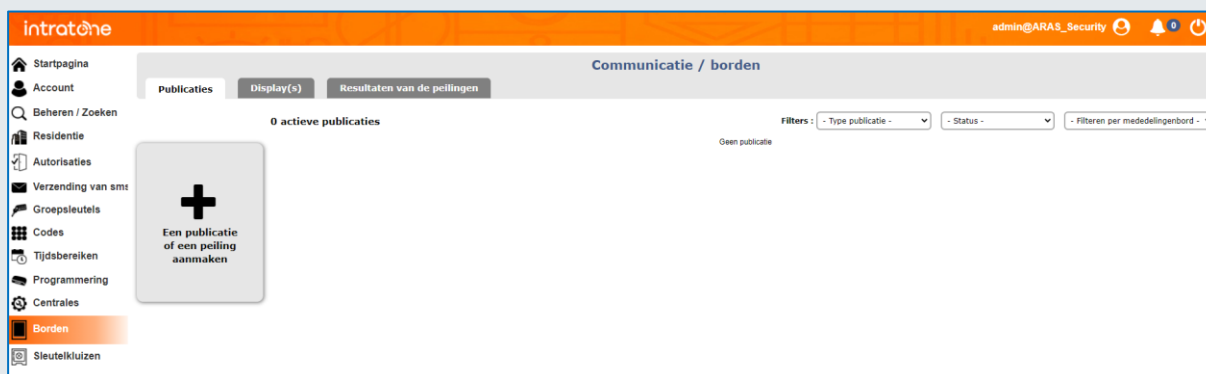 intratone
admin@ARAS_Security
0
Startpagina
Account
Beheren / Zoeken
Residentie
Autorisaties
Verzending van sms
Groepsleutels
Codes
Tijdsbereiken
Programmering
Centrales
Borden
Sleutelkluizen
Communicatie / borden
Publicaties
Display(s)
Resultaten van de peilingen
0 actieve publicaties
Filters :
- Type publicatie -
- Status -
- Filteren per mededelingenbord -
Geen publicatie
Een publicatie
of een peiling
aanmaken